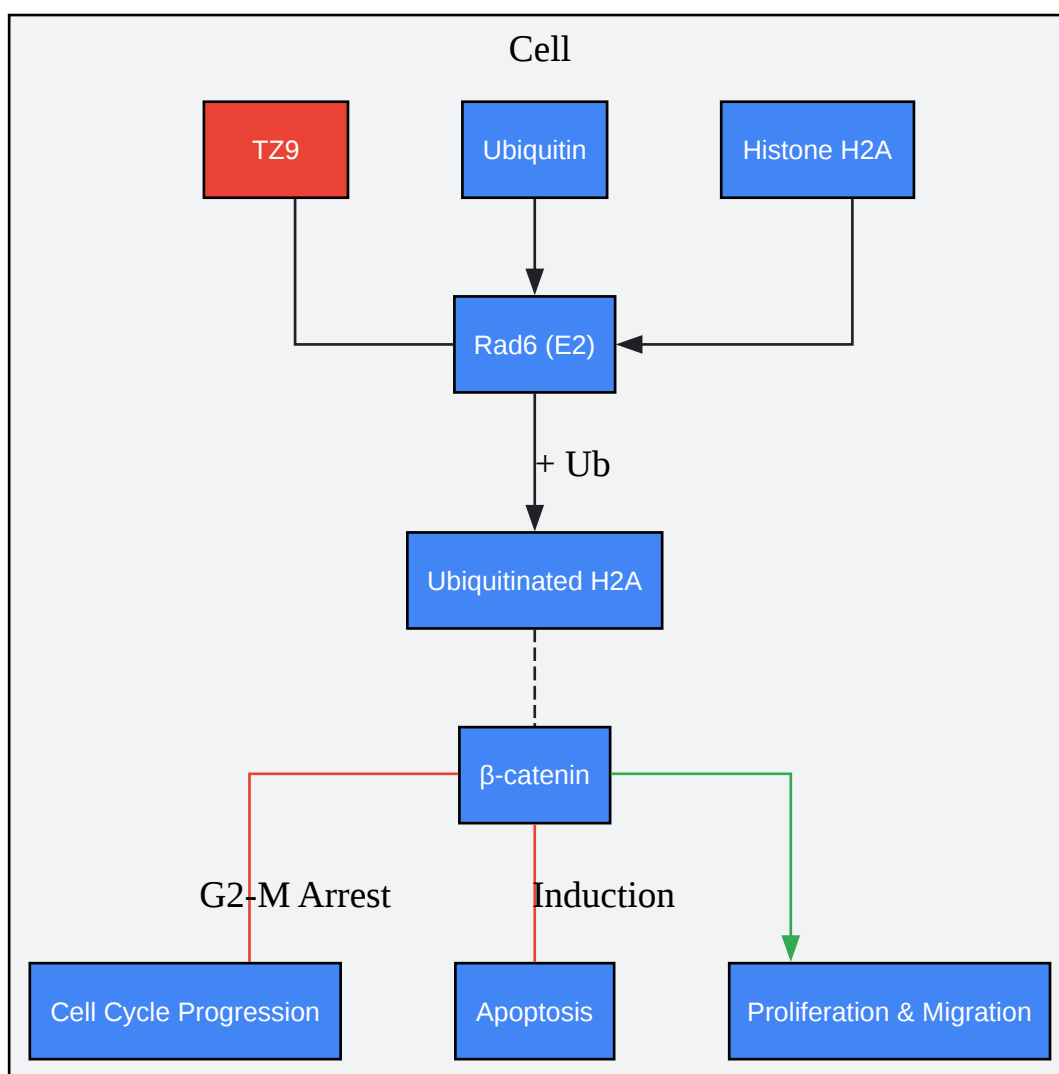 Cell
TZ9
Ubiquitin
Histone H2A
Rad6 (E2)
+ Ub
Ubiquitinated H2A
β-catenin
G2-M Arrest
Induction
Cell Cycle Progression
Apoptosis
Proliferation & Migration